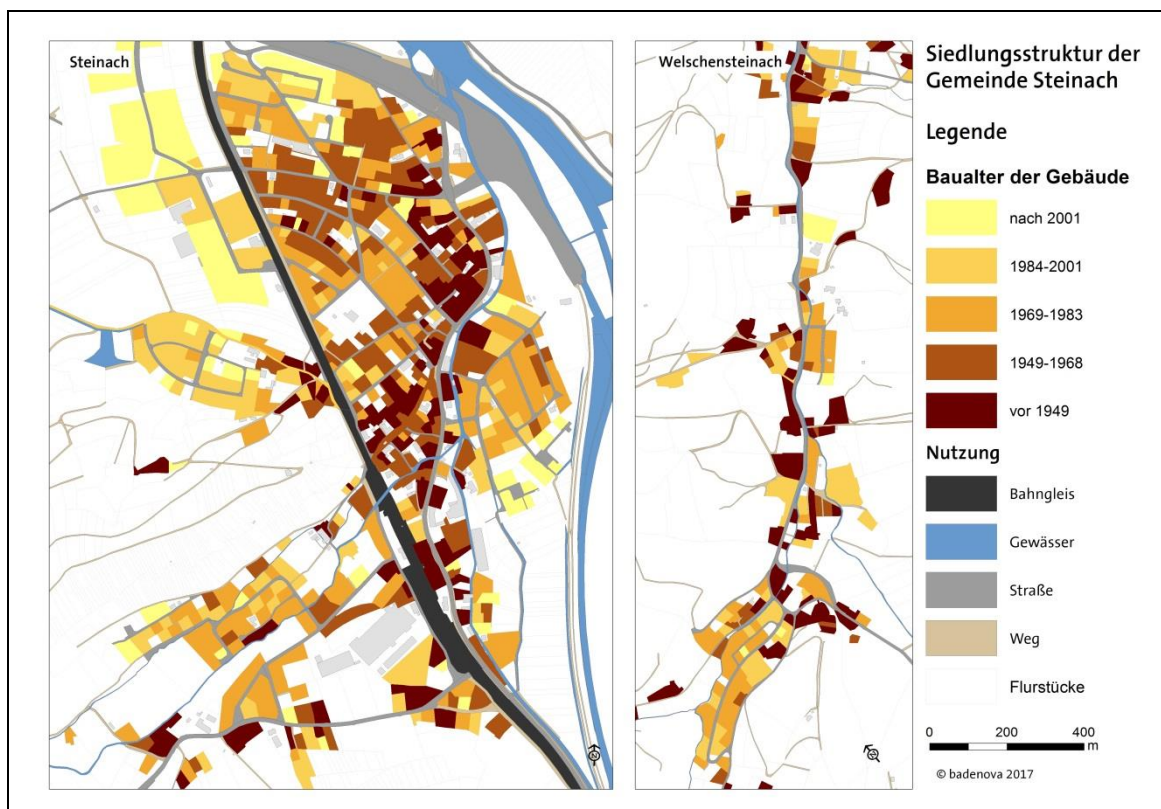 Steinach
Welschensteinach
Siedlungsstruktur der
Gemeinde Steinach
Legende
Baualter der Gebäude
nach 2001
1984-2001
1969-1983
1949-1968
vor 1949
Nutzung
Bahngleis
Gewässer
Straße
Weg
Flurstücke
0 200 400
m
© badenova 2017
N
N